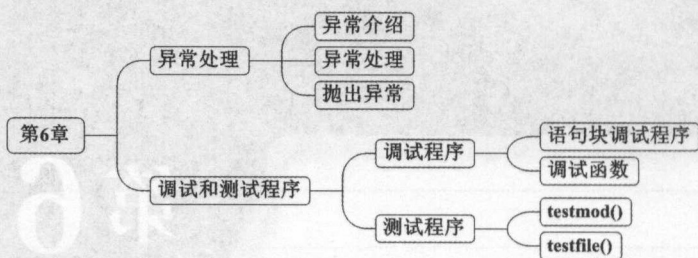 第6章
异常处理
异常介绍
异常处理
抛出异常
调试和测试程序
调试程序
语句块调试程序
调试函数
测试程序
testmod()
testfile()